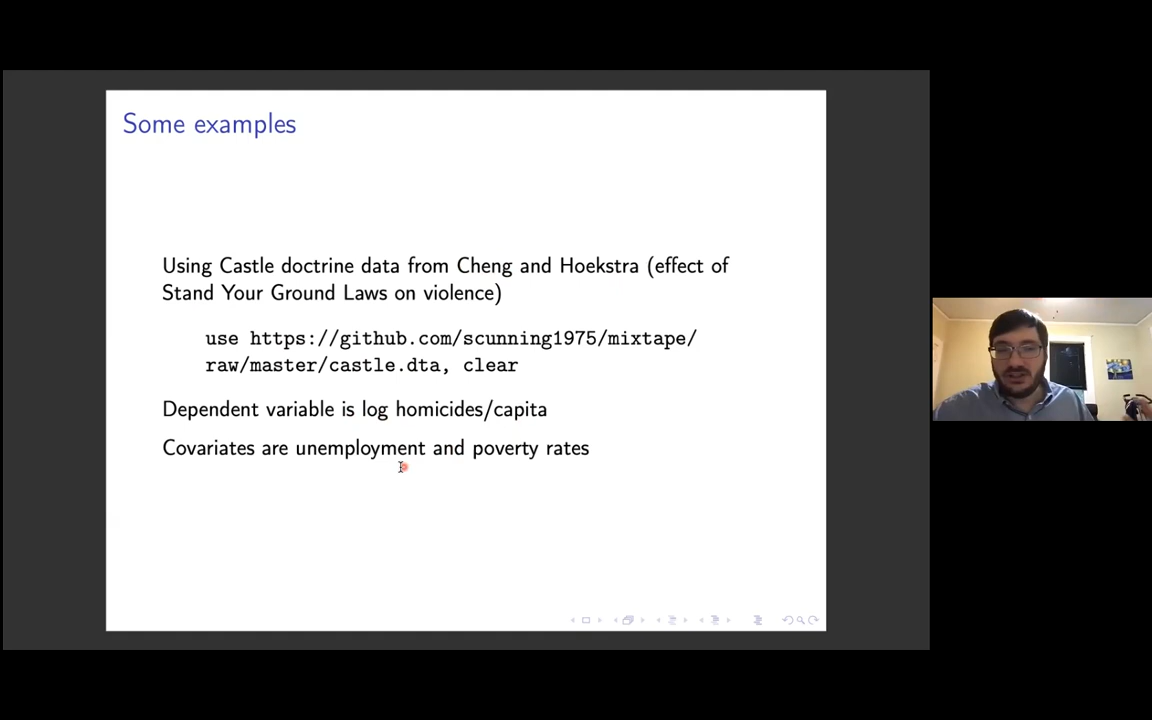 Some examples
Using Castle doctrine data from Cheng and Hoekstra (effect of
Stand Your Ground Laws on violence)
use https://github.com/scunning1975/mixtape/
raw/master/castle.dta, clear
Dependent variable is log homicides/capita
Covariates are unemployment and poverty rates